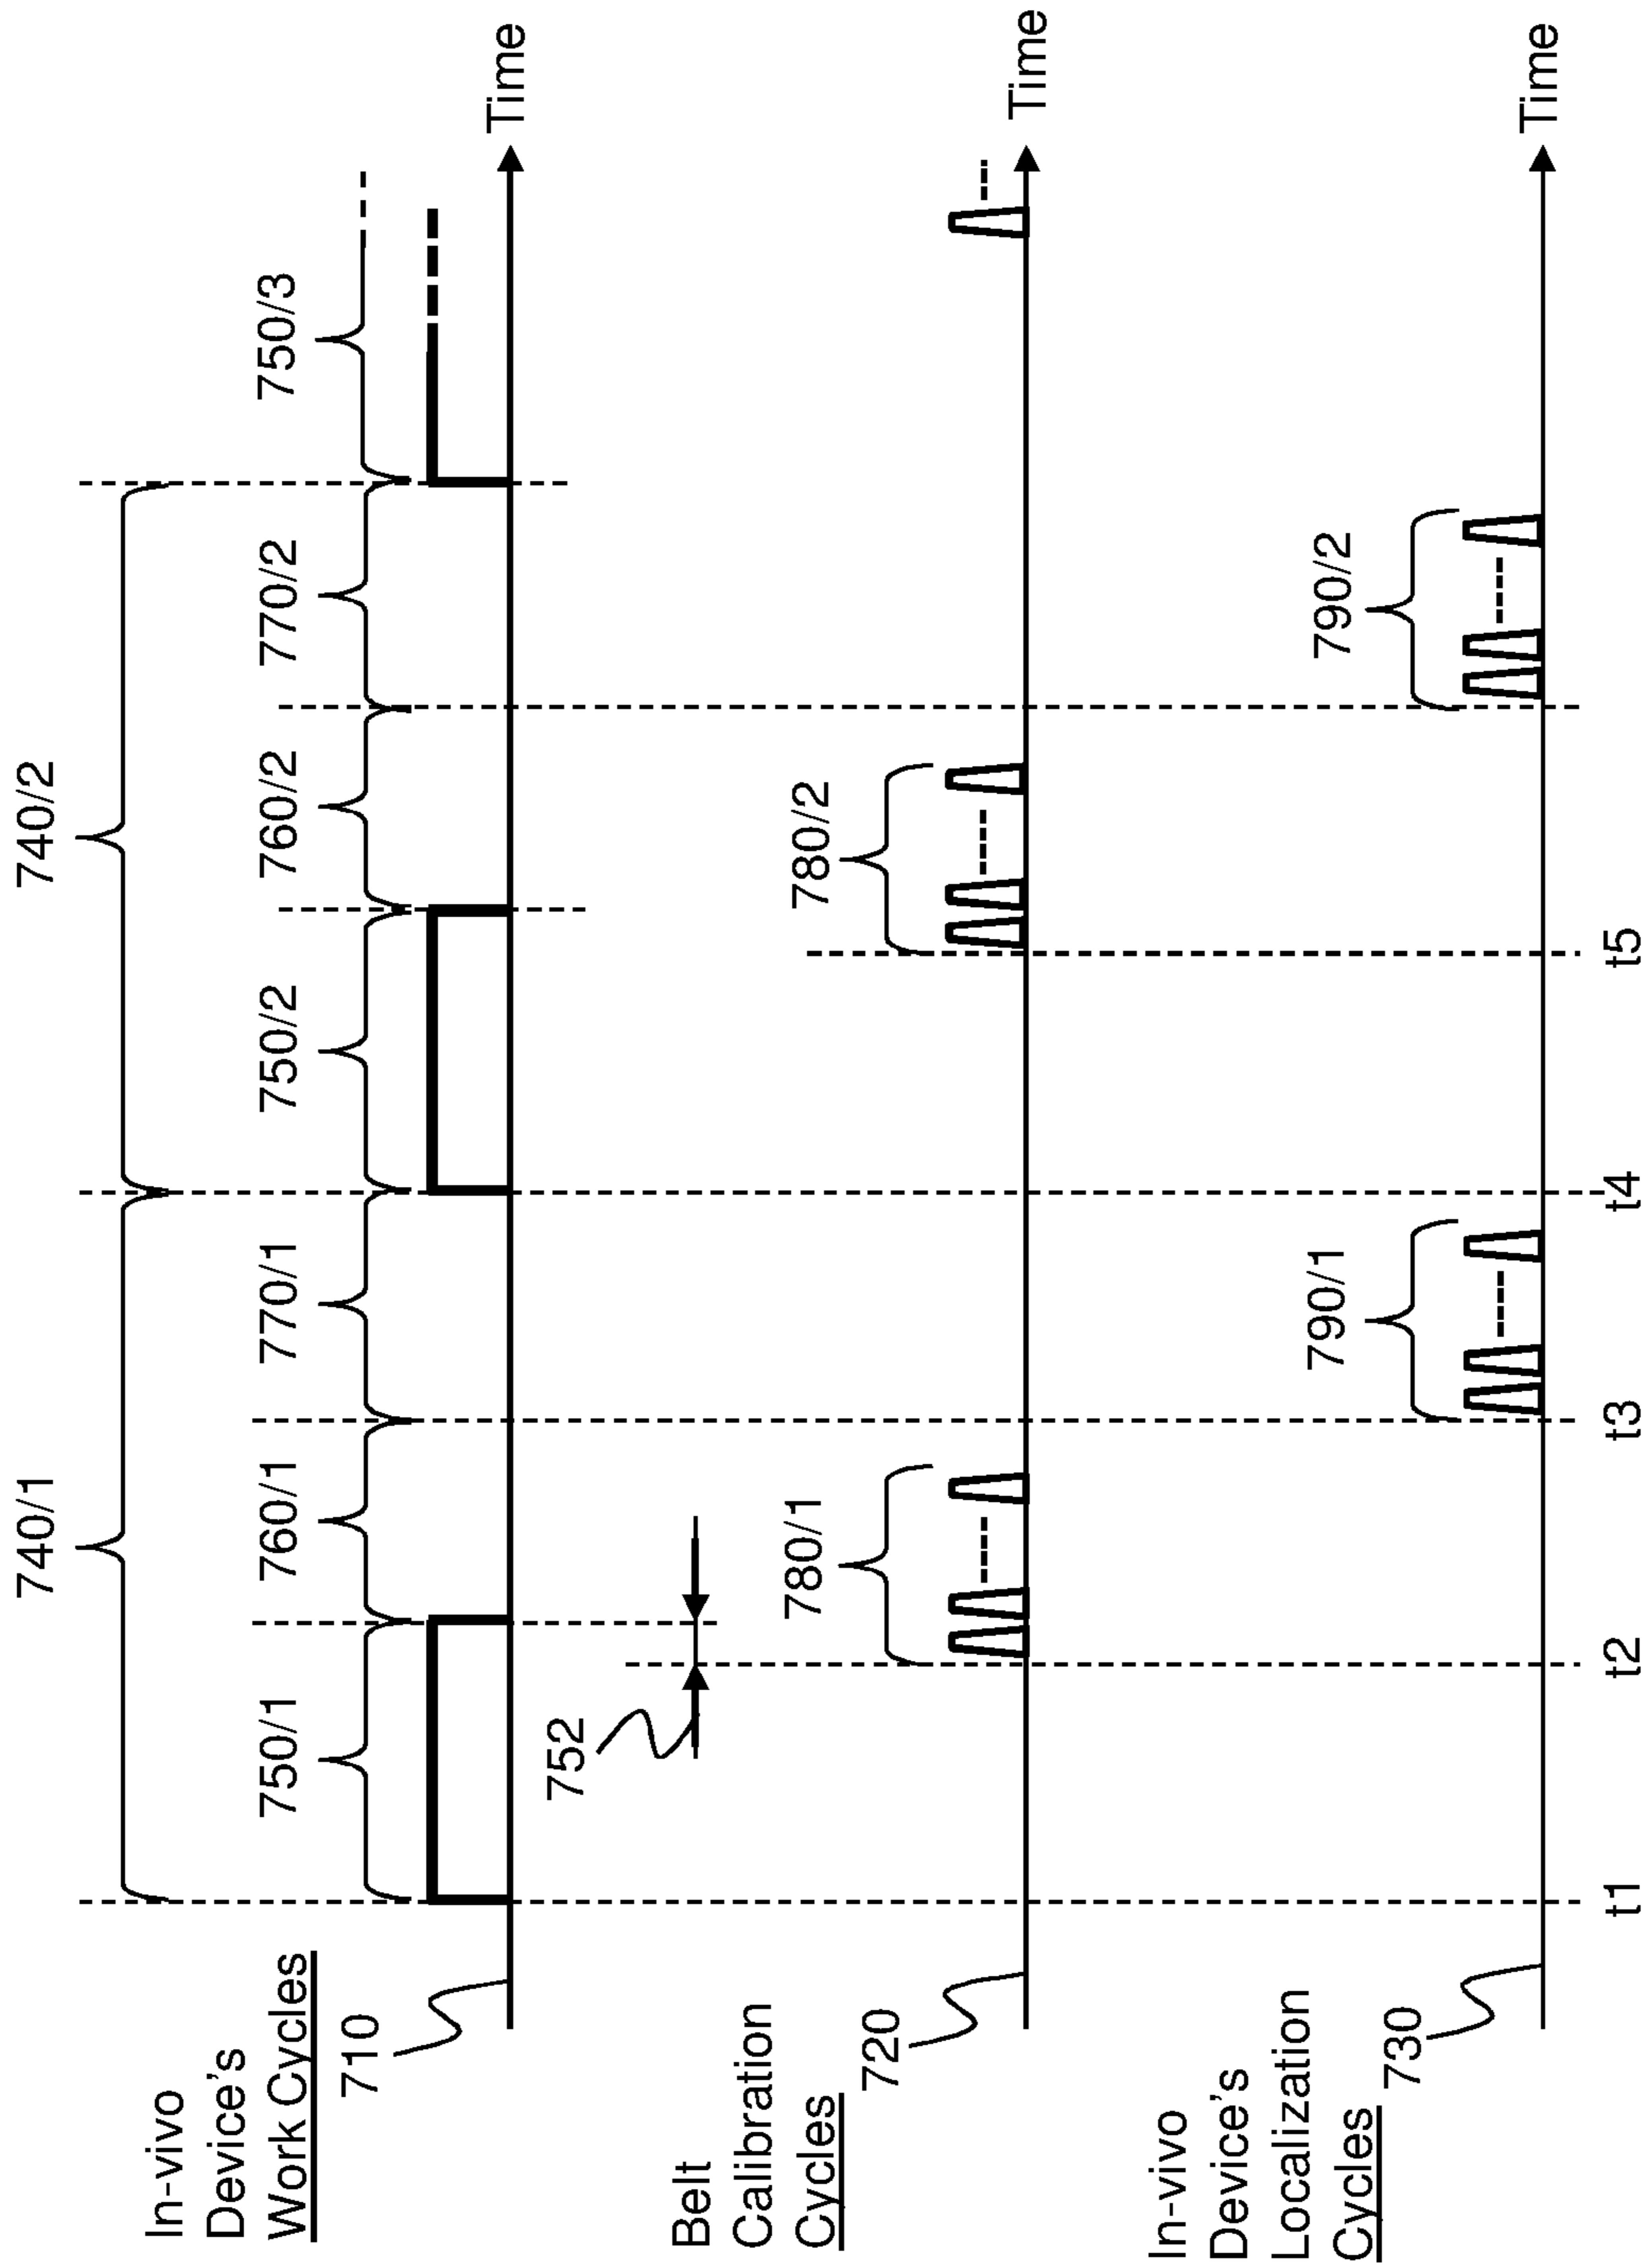 740/1
740/2
750/1
760/1
770/1
750/2
760/2
770/2
750/3
In-vivo
Device's
Work Cycles
710
Time
752
Belt
Calibration
Cycles
720
780/1
780/2
Time
In-vivo
Device's
Localization
Cycles
730
790/1
790/2
Time
t1
t2
t3
t4
t5